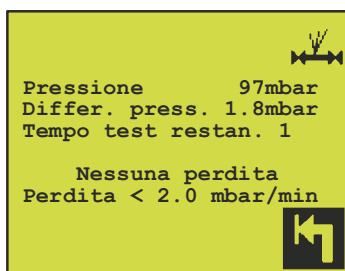 Pressione 97mbar
Differ. press. 1.8mbar
Tempo test restan. 1
Nessuna perdita
Perdita < 2.0 mbar/min